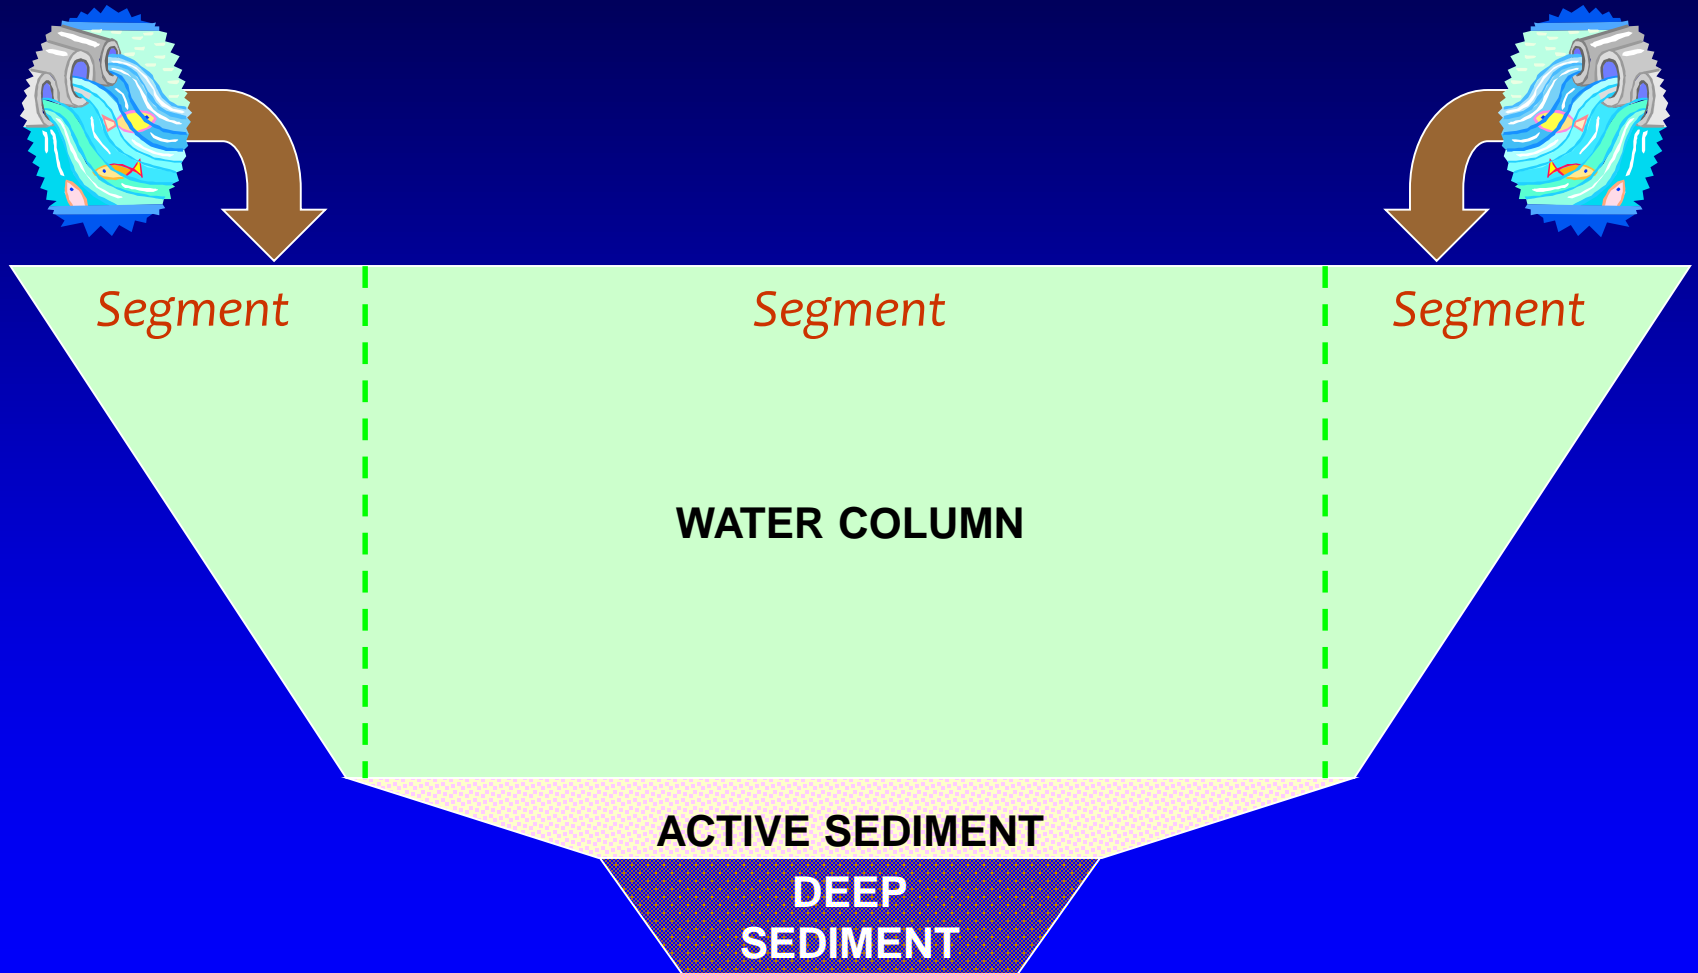 Segment
Segment
Segment
WATER COLUMN
ACTIVE SEDIMENT
DEEP
SEDIMENT